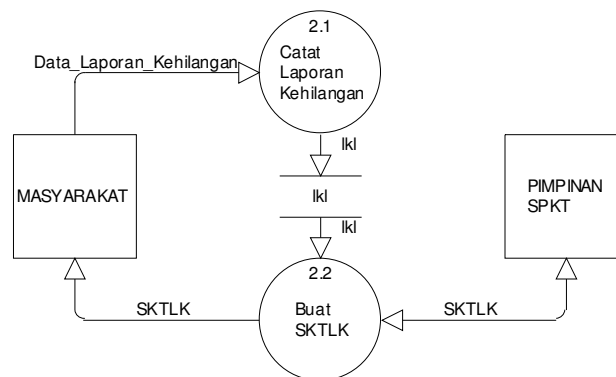 2.1
Catat
Laporan
Kehilangan
Data_Laporan_Kehilangan
lkl
MASYARAKAT
lkl
PIMPINAN
SPKT
lkl
2.2
Buat
SKTLK
SKTLK
SKTLK